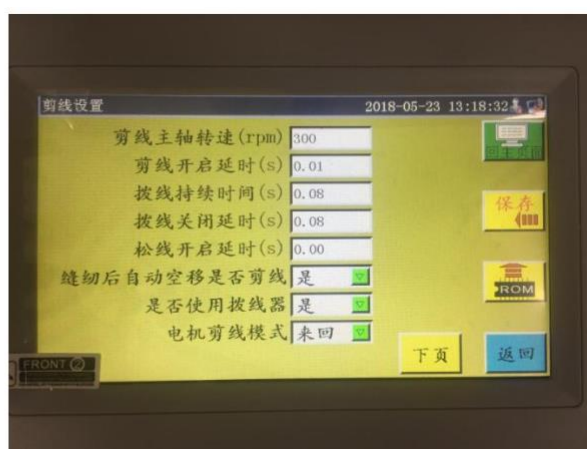 剪线设置 2018-05-23 13:18:32
剪线主轴转速(rpm) 300
剪线开启延时(s) 0.01
拨线持续时间(s) 0.08
保存
拨线关闭延时(s) 0.08
松线开启延时(s) 0.00
缝纫后自动空移是否剪线 是
ROM
是否使用拨线器 是
电机剪线模式 来回
下页 返回
FRONT ②